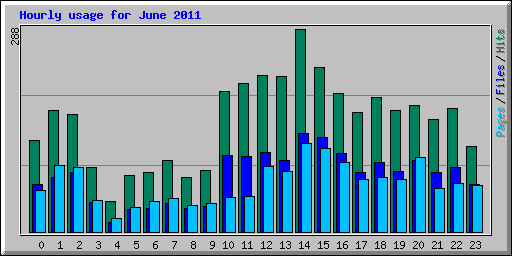 Hourly usage for June 2011
288
Pages/Files/Hits
0 1 2 3 4 5 6 7 8 9 10 11 12 13 14 15 16 17 18 19 20 21 22 23